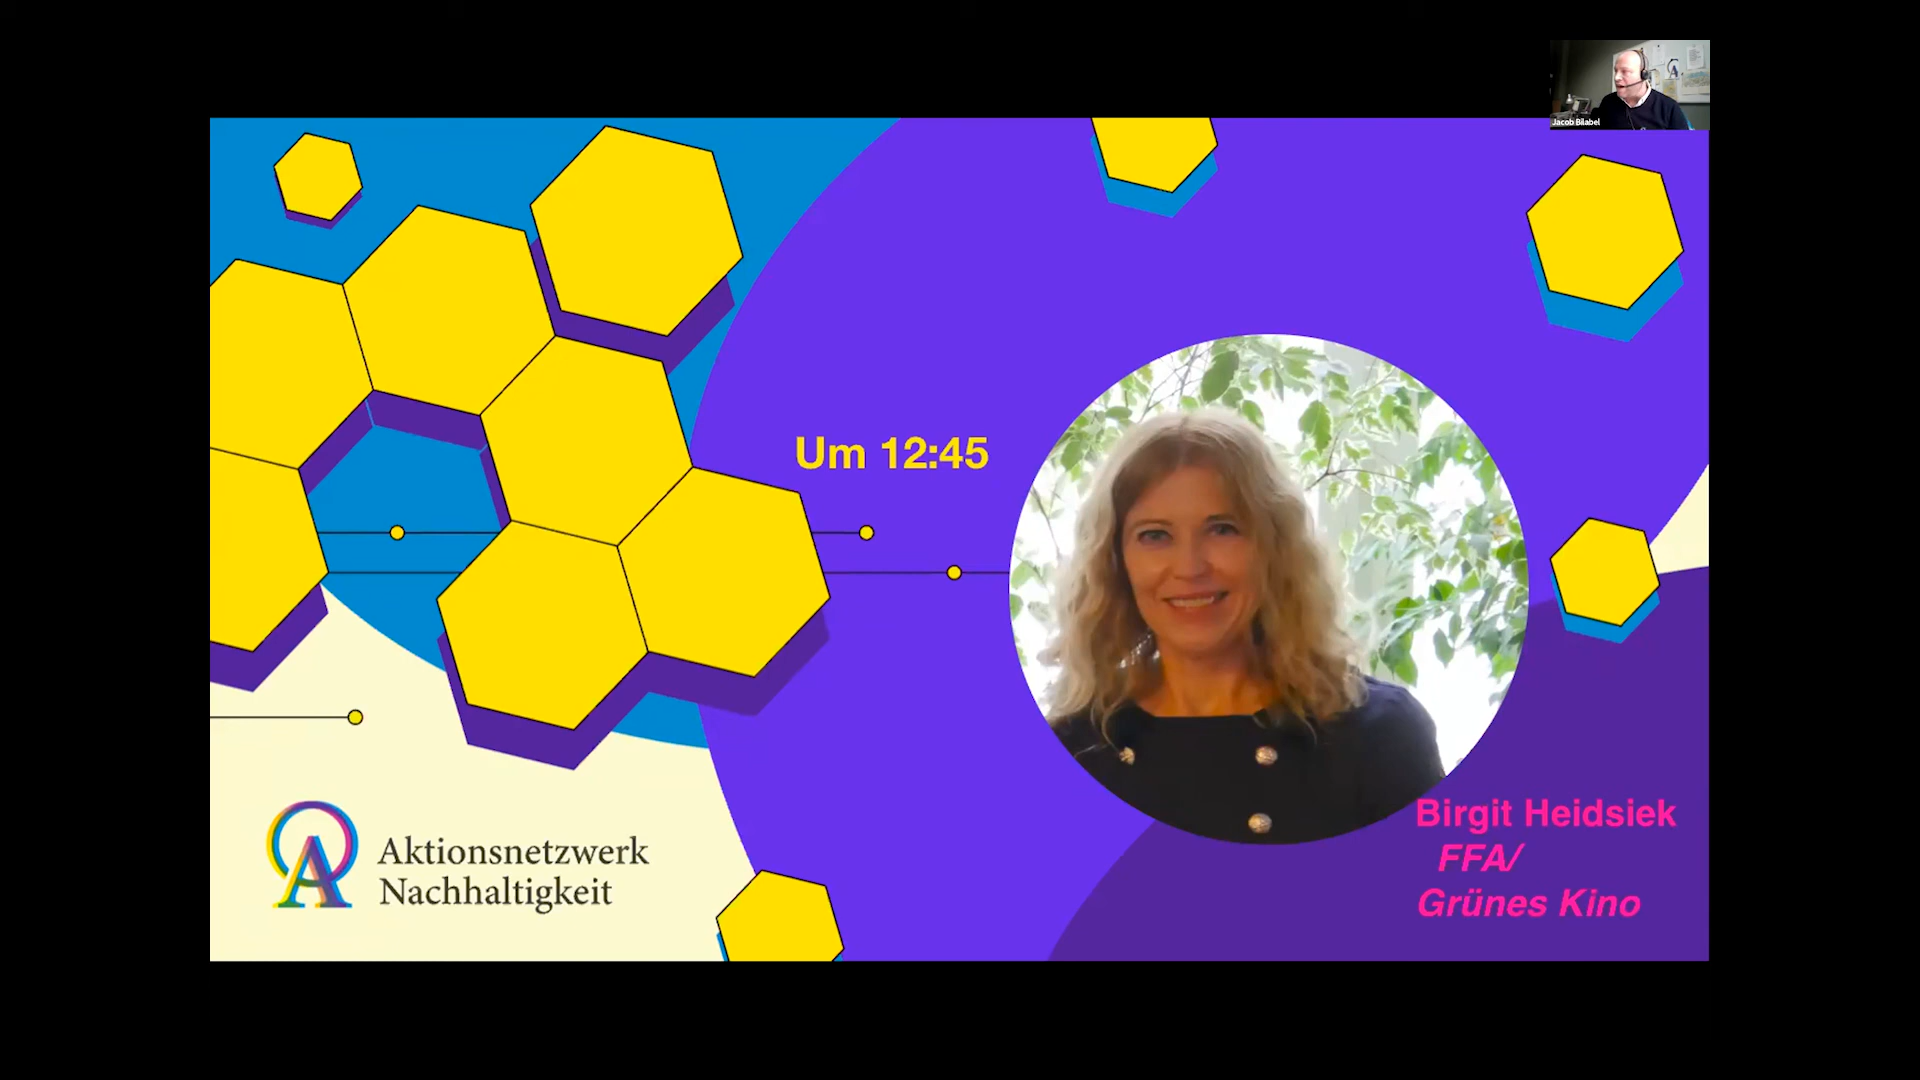 Jacob Bilabel
Um 12:45
Birgit Heidsiek
FFA/
Grünes Kino
Aktionsnetzwerk
Nachhaltigkeit